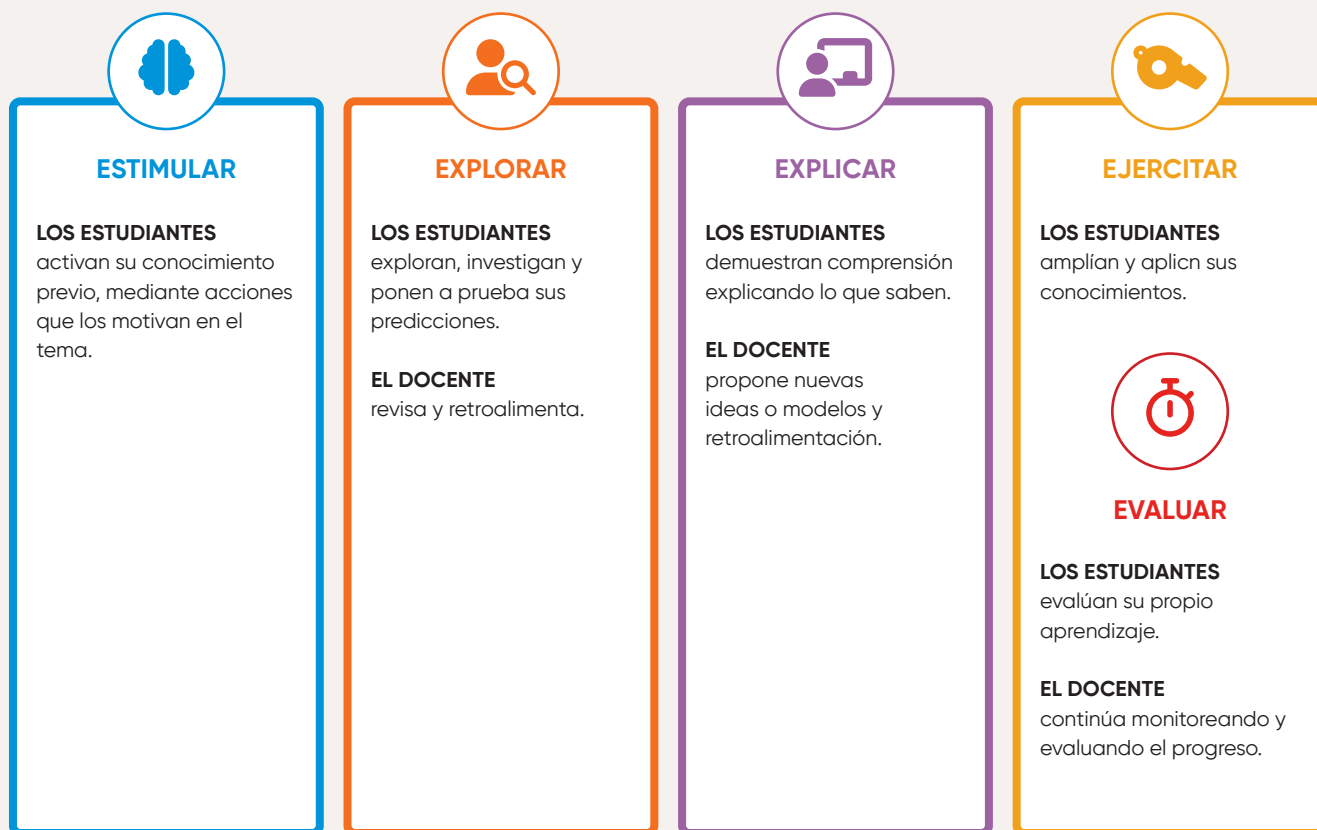 ESTIMULAR
LOS ESTUDIANTES
activan su conocimiento
previo, mediante acciones
que los motivan en el
tema.
EXPLORAR
LOS ESTUDIANTES
exploran, investigan y
ponen a prueba sus
predicciones.
EL DOCENTE
revisa y retroalimenta.
EXPLICAR
LOS ESTUDIANTES
demuestran comprensión
explicando lo que saben.
EL DOCENTE
propone nuevas
ideas o modelos y
retroalimentación.
EJERCITAR
LOS ESTUDIANTES
amplían y aplicn sus
conocimientos.
EVALUAR
LOS ESTUDIANTES
evalúan su propio
aprendizaje.
EL DOCENTE
continúa monitoreando y
evaluando el progreso.